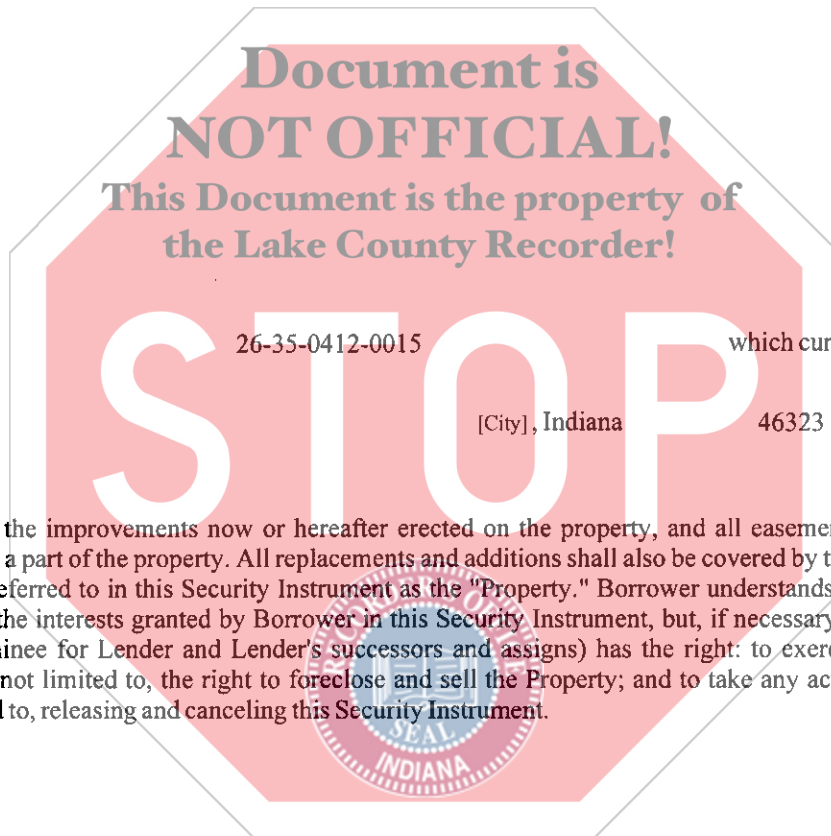 Document is
NOT OFFICIAL!
This Document is the property of
the Lake County Recorder!
STOP
26-35-0412-0015 which cur
[City], Indiana 46323
the improvements now or hereafter erected on the property, and all easeme
a part of the property. All replacements and additions shall also be covered by t
eferred to in this Security Instrument as the "Property." Borrower understands
the interests granted by Borrower in this Security Instrument, but, if necessary
inee for Lender and Lender's successors and assigns) has the right: to exer
not limited to, the right to foreclose and sell the Property; and to take any ac
l to, releasing and canceling this Security Instrument.
RECORDER'S OFFICE
SEAL
INDIANA